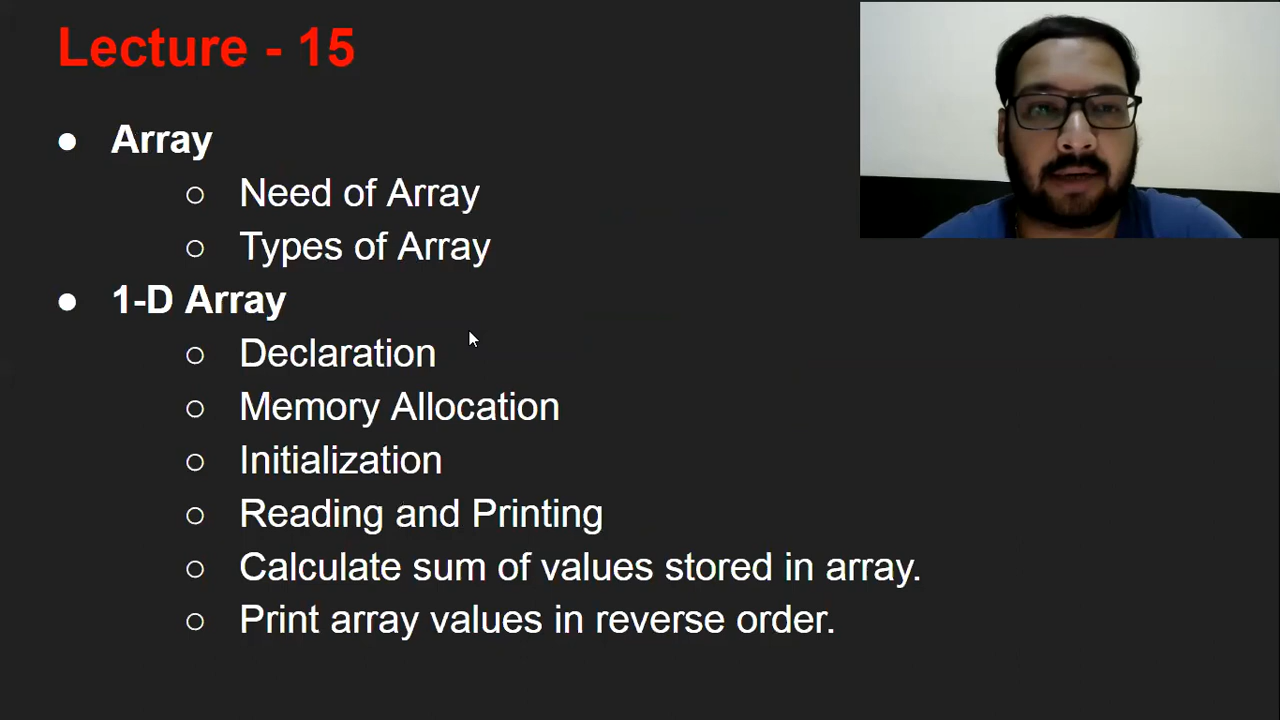 Lecture - 15
● Array
○ Need of Array
○ Types of Array
● 1-D Array
○ Declaration
○ Memory Allocation
○ Initialization
○ Reading and Printing
○ Calculate sum of values stored in array.
○ Print array values in reverse order.